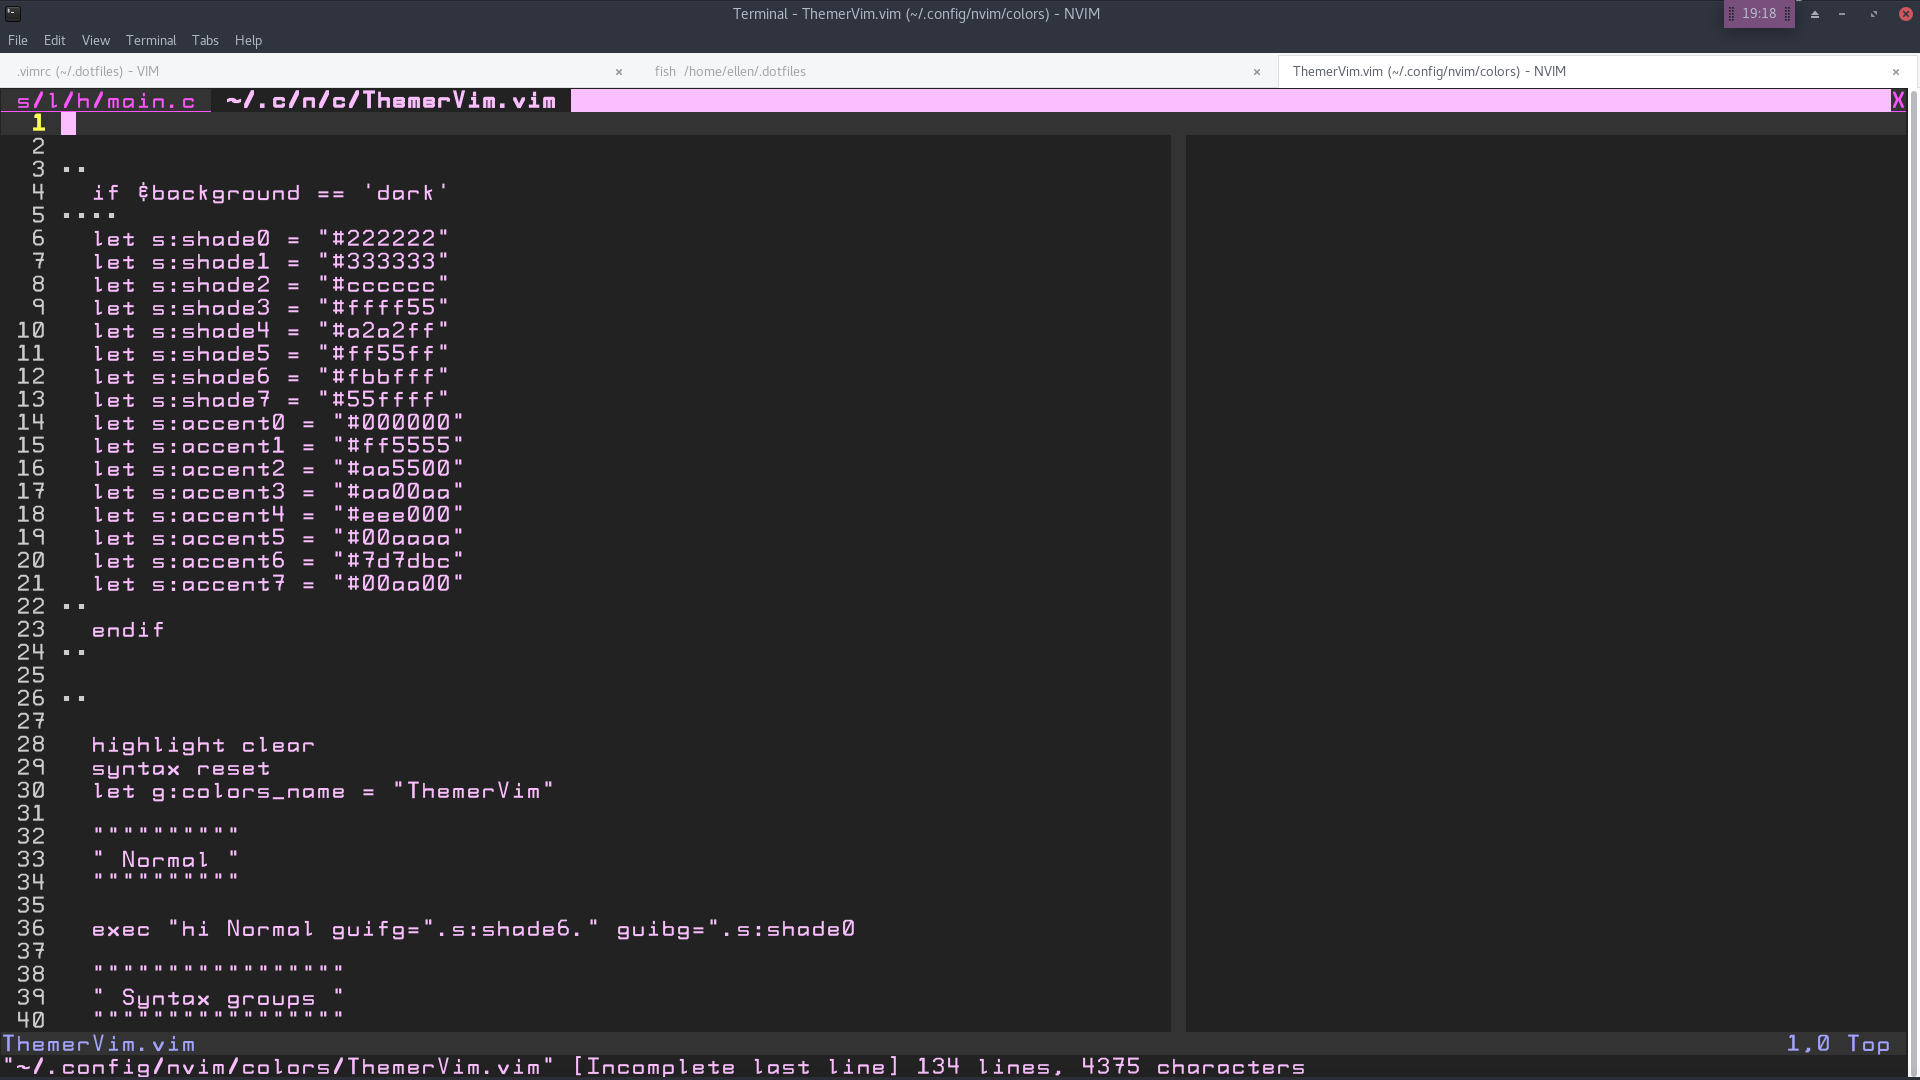 Terminal - ThemerVim.vim (~/.config/nvim/colors) - NVIM
19:18
File Edit View Terminal Tabs Help
.vimrc (~/.dotfiles) - VIM × fish /home/ellen/.dotfiles × ThemerVim.vim (~/.config/nvim/colors) - NVIM ×
s/l/h/main.c ~/.c/n/c/ThemerVim.vim X
1
2
3 ··
4 if &background == 'dark'
5 ····
6 let s:shade0 = "#222222"
7 let s:shade1 = "#333333"
8 let s:shade2 = "#cccccc"
9 let s:shade3 = "#ffff55"
10 let s:shade4 = "#a2a2ff"
11 let s:shade5 = "#ff55ff"
12 let s:shade6 = "#fbbfff"
13 let s:shade7 = "#55ffff"
14 let s:accent0 = "#000000"
15 let s:accent1 = "#ff5555"
16 let s:accent2 = "#aa5500"
17 let s:accent3 = "#aa00aa"
18 let s:accent4 = "#eee000"
19 let s:accent5 = "#00aaaa"
20 let s:accent6 = "#7d7dbc"
21 let s:accent7 = "#00aa00"
22 ··
23 endif
24 ··
25
26 ··
27
28 highlight clear
29 syntax reset
30 let g:colors_name = "ThemerVim"
31
32 """"""""""
33 " Normal "
34 """"""""""
35
36 exec "hi Normal guifg=".s:shade6." guibg=".s:shade0
37
38 """""""""""""""""
39 " Syntax groups "
40 """""""""""""""""
ThemerVim.vim 1,0 Top
"~/.config/nvim/colors/ThemerVim.vim" [Incomplete last line] 134 lines, 4375 characters